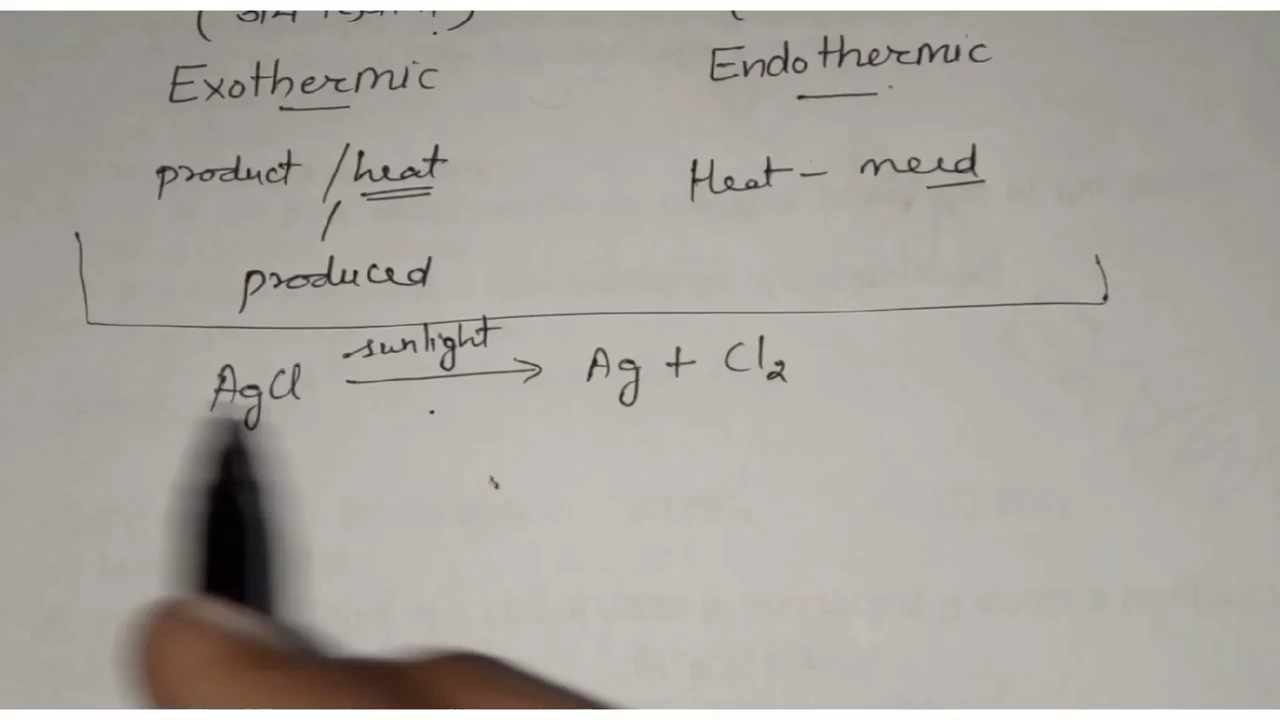 Exothermic
Endothermic
product / heat
Heat - need
/
produced
sunlight
AgCl ⟶ Ag + Cl₂